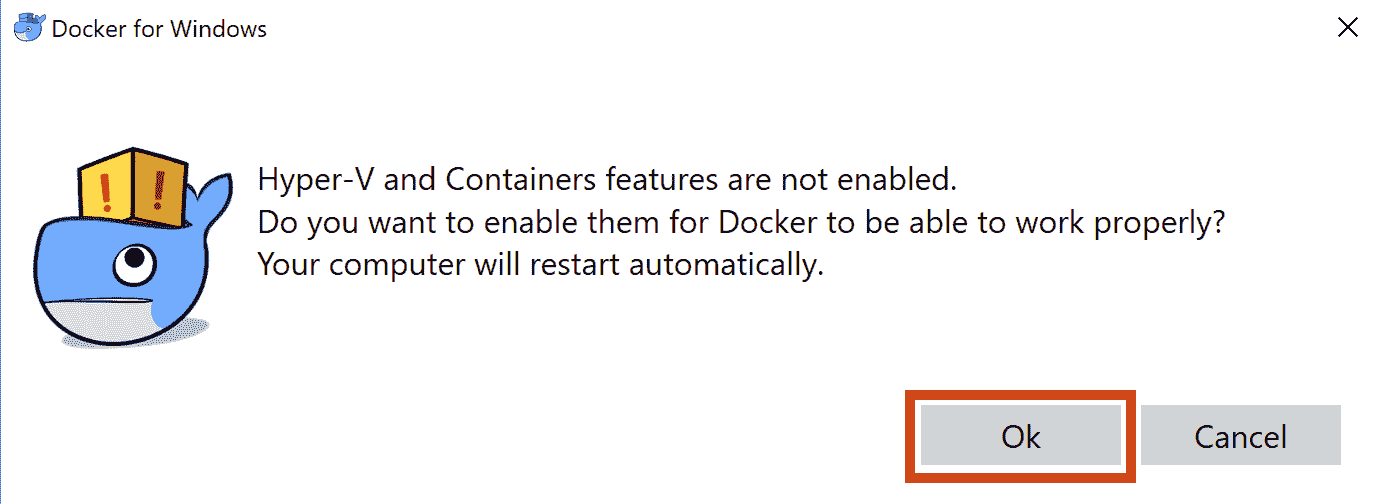 Docker for Windows
Hyper-V and Containers features are not enabled.
Do you want to enable them for Docker to be able to work properly?
Your computer will restart automatically.
Ok
Cancel